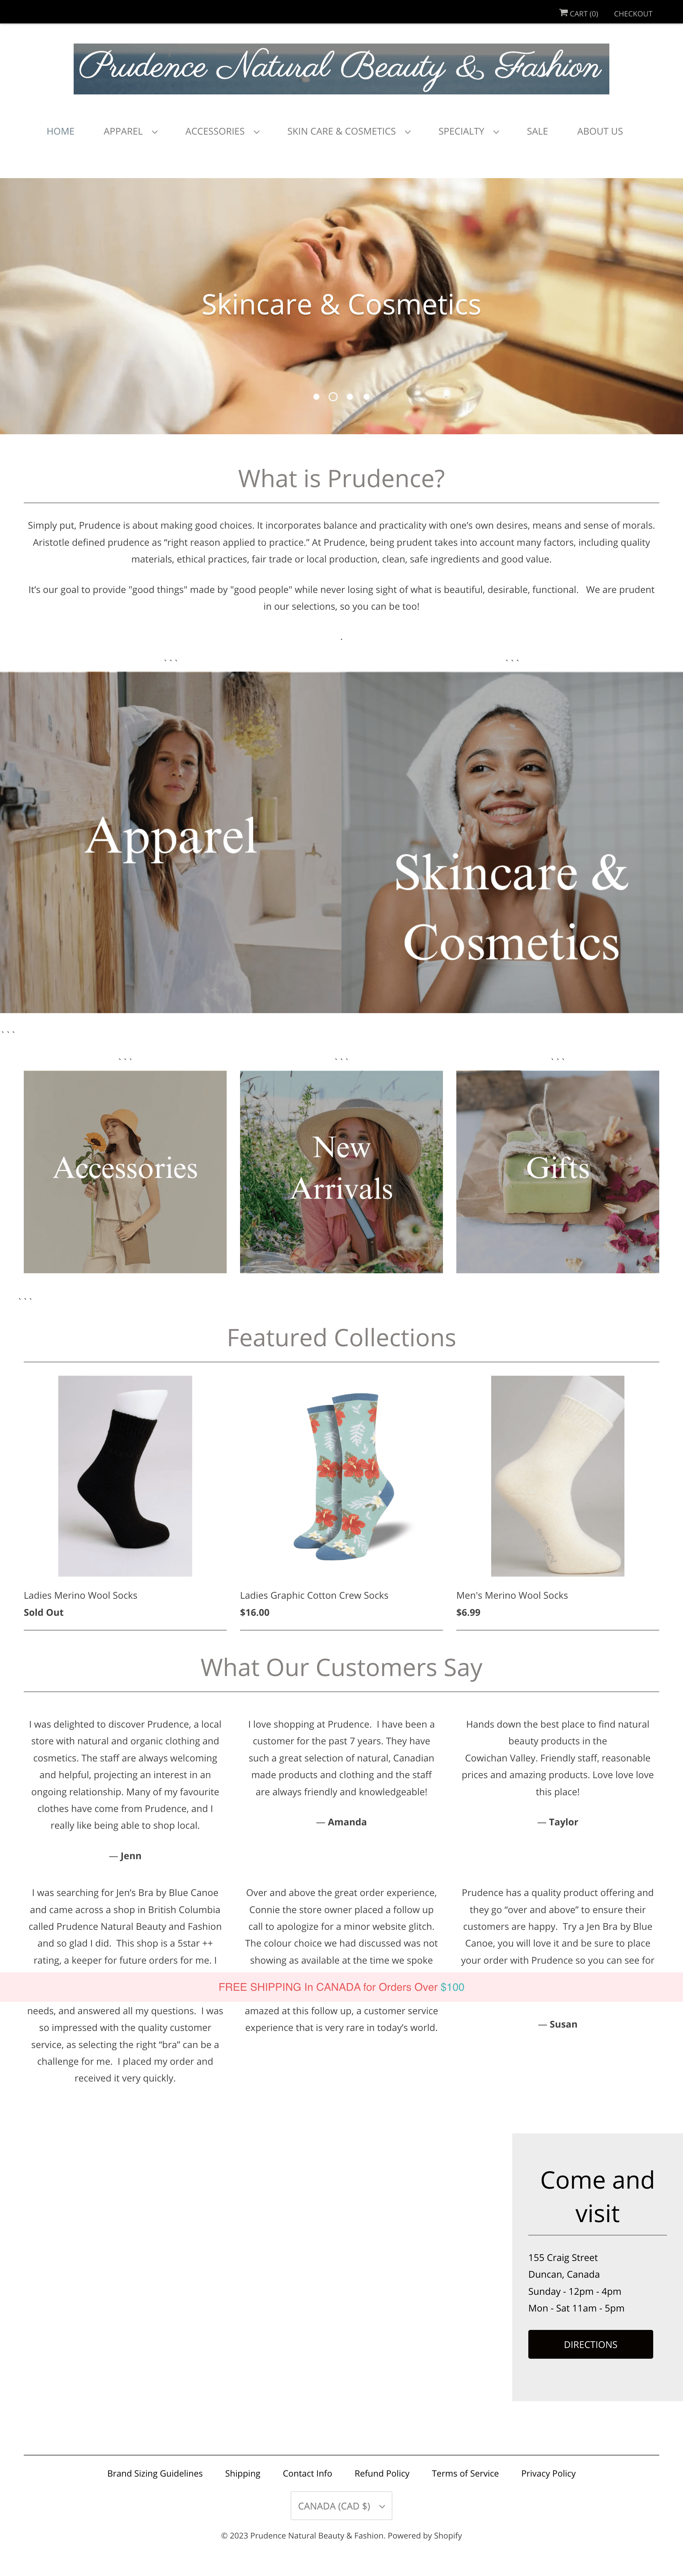 CART (0) CHECKOUT
Prudence Natural Beauty & Fashion
HOME APPAREL ACCESSORIES SKIN CARE & COSMETICS SPECIALTY SALE ABOUT US
Skincare & Cosmetics
What is Prudence?
Simply put, Prudence is about making good choices. It incorporates balance and practicality with one’s own desires, means and sense of morals.
Aristotle defined prudence as “right reason applied to practice.” At Prudence, being prudent takes into account many factors, including quality
materials, ethical practices, fair trade or local production, clean, safe ingredients and good value.
It’s our goal to provide "good things" made by "good people" while never losing sight of what is beautiful, desirable, functional.   We are prudent
in our selections, so you can be too!
.
``` ```
Apparel
Skincare &
Cosmetics
```
``` ``` ```
Accessories
New
Arrivals
Gifts
```
Featured Collections
Ladies Merino Wool Socks
Sold Out
Ladies Graphic Cotton Crew Socks
$16.00
Men's Merino Wool Socks
$6.99
What Our Customers Say
I was delighted to discover Prudence, a local
store with natural and organic clothing and
cosmetics. The staff are always welcoming
and helpful, projecting an interest in an
ongoing relationship. Many of my favourite
clothes have come from Prudence, and I
really like being able to shop local.
— Jenn
I love shopping at Prudence.  I have been a
customer for the past 7 years. They have
such a great selection of natural, Canadian
made products and clothing and the staff
are always friendly and knowledgeable!
— Amanda
Hands down the best place to find natural
beauty products in the
Cowichan Valley. Friendly staff, reasonable
prices and amazing products. Love love love
this place!
— Taylor
I was searching for Jen’s Bra by Blue Canoe
and came across a shop in British Columbia
called Prudence Natural Beauty and Fashion
and so glad I did.  This shop is a 5star ++
rating, a keeper for future orders for me. I
Over and above the great order experience,
Connie the store owner placed a follow up
call to apologize for a minor website glitch.
The colour choice we had discussed was not
showing as available at the time we spoke
Prudence has a quality product offering and
they go “over and above” to ensure their
customers are happy.  Try a Jen Bra by Blue
Canoe, you will love it and be sure to place
your order with Prudence so you can see for
FREE SHIPPING In CANADA for Orders Over $100
needs, and answered all my questions.  I was
so impressed with the quality customer
service, as selecting the right “bra” can be a
challenge for me.  I placed my order and
received it very quickly.
amazed at this follow up, a customer service
experience that is very rare in today’s world.
— Susan
Come and
visit
155 Craig Street
Duncan, Canada
Sunday - 12pm - 4pm
Mon - Sat 11am - 5pm
DIRECTIONS
Brand Sizing Guidelines Shipping Contact Info Refund Policy Terms of Service Privacy Policy
CANADA (CAD $)
© 2023 Prudence Natural Beauty & Fashion. Powered by Shopify